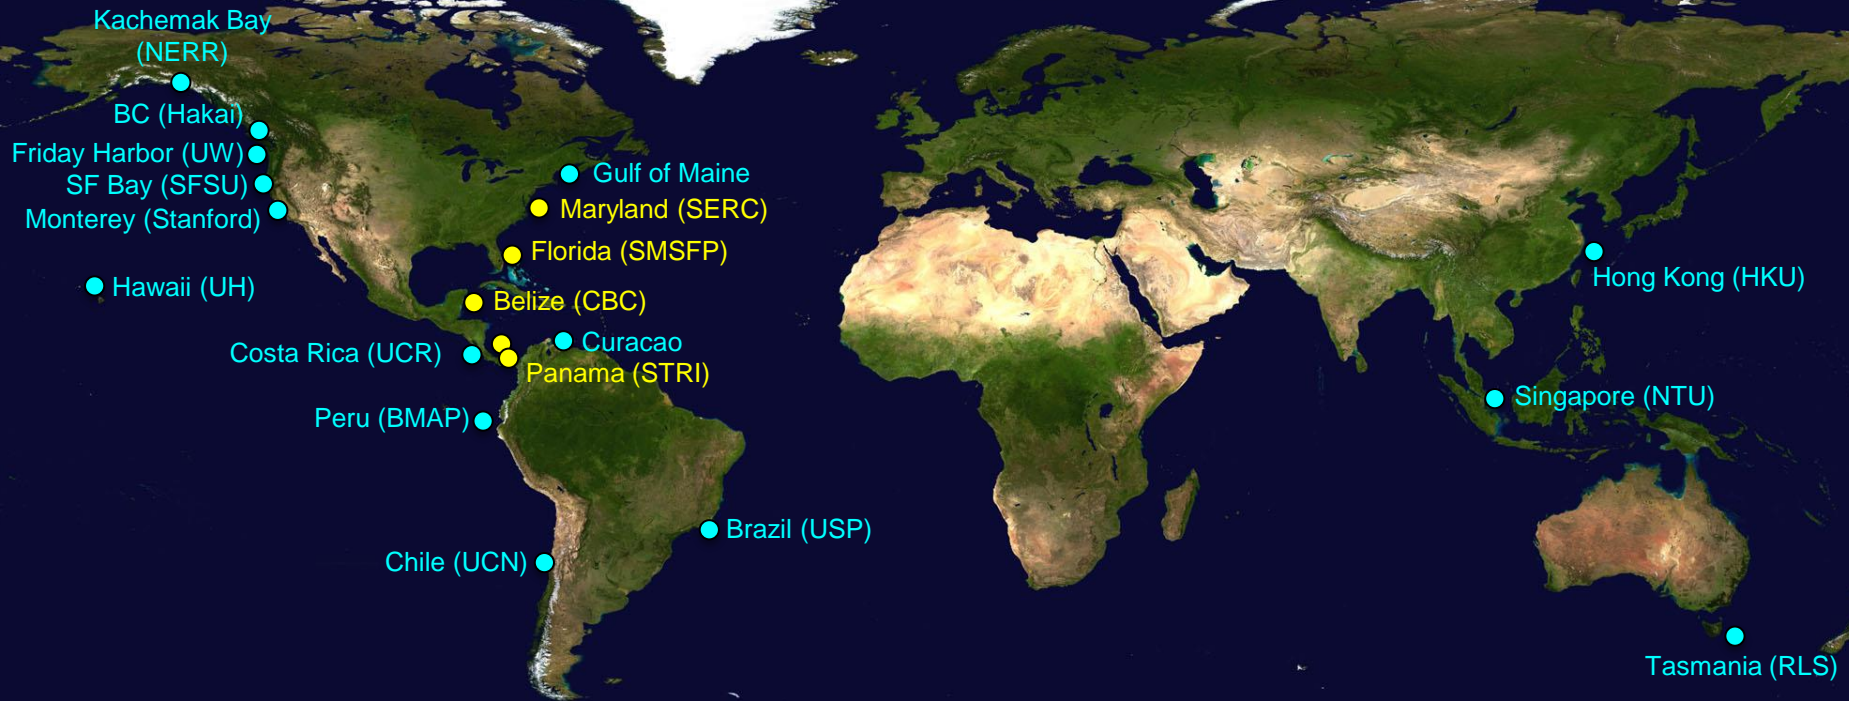 Kachemak Bay
(NERR)
BC (Hakai)
Friday Harbor (UW)
SF Bay (SFSU)
Monterey (Stanford)
Gulf of Maine
Maryland (SERC)
Florida (SMSFP)
Hawaii (UH)
Belize (CBC)
Hong Kong (HKU)
Costa Rica (UCR)
Curacao
Panama (STRI)
Peru (BMAP)
Singapore (NTU)
Brazil (USP)
Chile (UCN)
Tasmania (RLS)